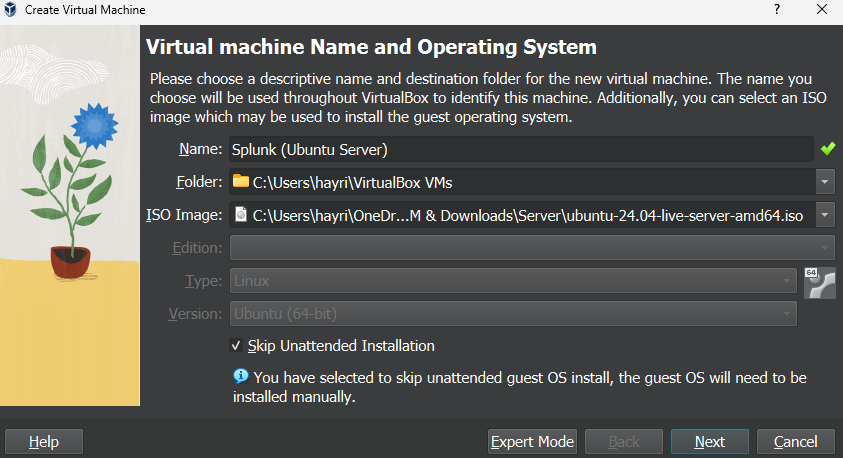 Create Virtual Machine
?
Virtual machine Name and Operating System
Please choose a descriptive name and destination folder for the new virtual machine. The name you
choose will be used throughout VirtualBox to identify this machine. Additionally, you can select an ISO
image which may be used to install the guest operating system.
Name: Splunk (Ubuntu Server)
Folder: C:\Users\hayri\VirtualBox VMs
ISO Image: C:\Users\hayri\OneDr...M & Downloads\Server\ubuntu-24.04-live-server-amd64.iso
Edition:
Type: Linux
64
Version: Ubuntu (64-bit)
Skip Unattended Installation
You have selected to skip unattended guest OS install, the guest OS will need to be
installed manually.
Help Expert Mode Back Next Cancel